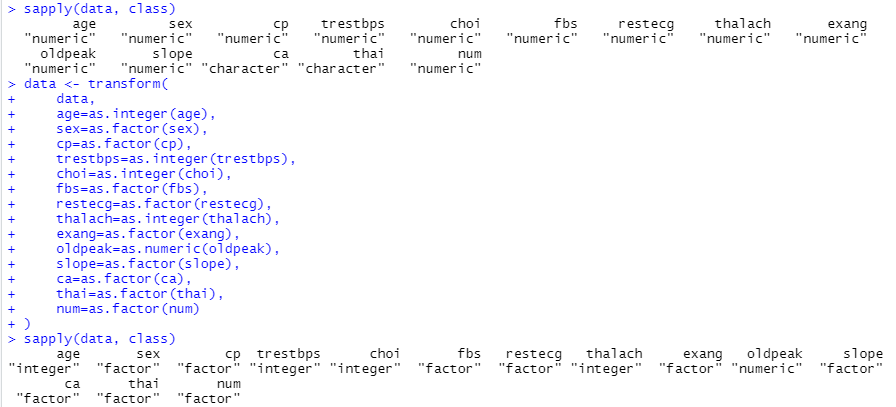 > sapply(data, class)
      age       sex        cp  trestbps      choi       fbs   restecg   thalach     exang
"numeric" "numeric" "numeric" "numeric" "numeric" "numeric" "numeric" "numeric" "numeric"
  oldpeak     slope          ca        thai       num
"numeric" "numeric" "character" "character" "numeric"
> data <- transform(
+     data,
+     age=as.integer(age),
+     sex=as.factor(sex),
+     cp=as.factor(cp),
+     trestbps=as.integer(trestbps),
+     choi=as.integer(choi),
+     fbs=as.factor(fbs),
+     restecg=as.factor(restecg),
+     thalach=as.integer(thalach),
+     exang=as.factor(exang),
+     oldpeak=as.numeric(oldpeak),
+     slope=as.factor(slope),
+     ca=as.factor(ca),
+     thai=as.factor(thai),
+     num=as.factor(num)
+ )
> sapply(data, class)
      age       sex        cp  trestbps      choi       fbs   restecg   thalach     exang   oldpeak     slope
"integer"  "factor"  "factor" "integer" "integer"  "factor"  "factor" "integer"  "factor" "numeric"  "factor"
       ca      thai       num
 "factor"  "factor"  "factor"